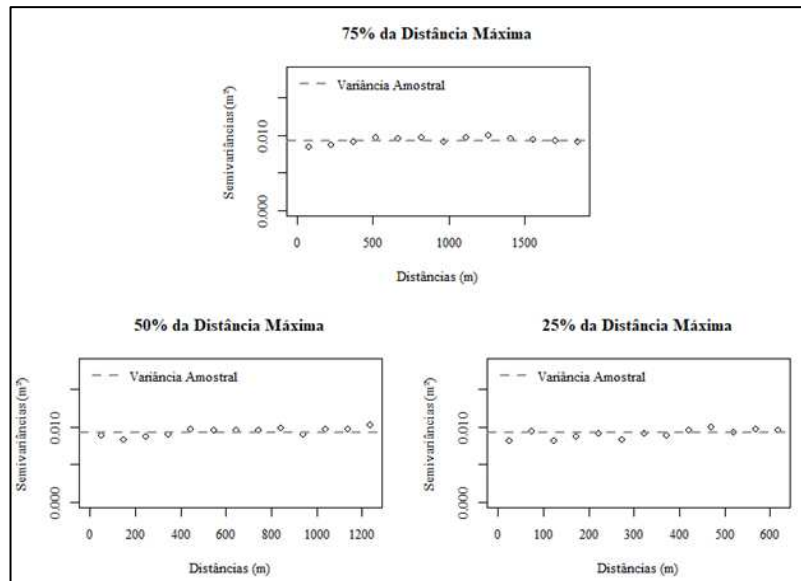 75% da Distância Máxima
Variância Amostral
Semivariâncias (m²)
0.010
0.000
0 500 1000 1500
Distâncias (m)
50% da Distância Máxima
Variância Amostral
Semivariâncias (m²)
0.010
0.000
0 200 400 600 800 1000 1200
Distâncias (m)
25% da Distância Máxima
Variância Amostral
Semivariâncias (m²)
0.010
0.000
0 100 200 300 400 500 600
Distâncias (m)